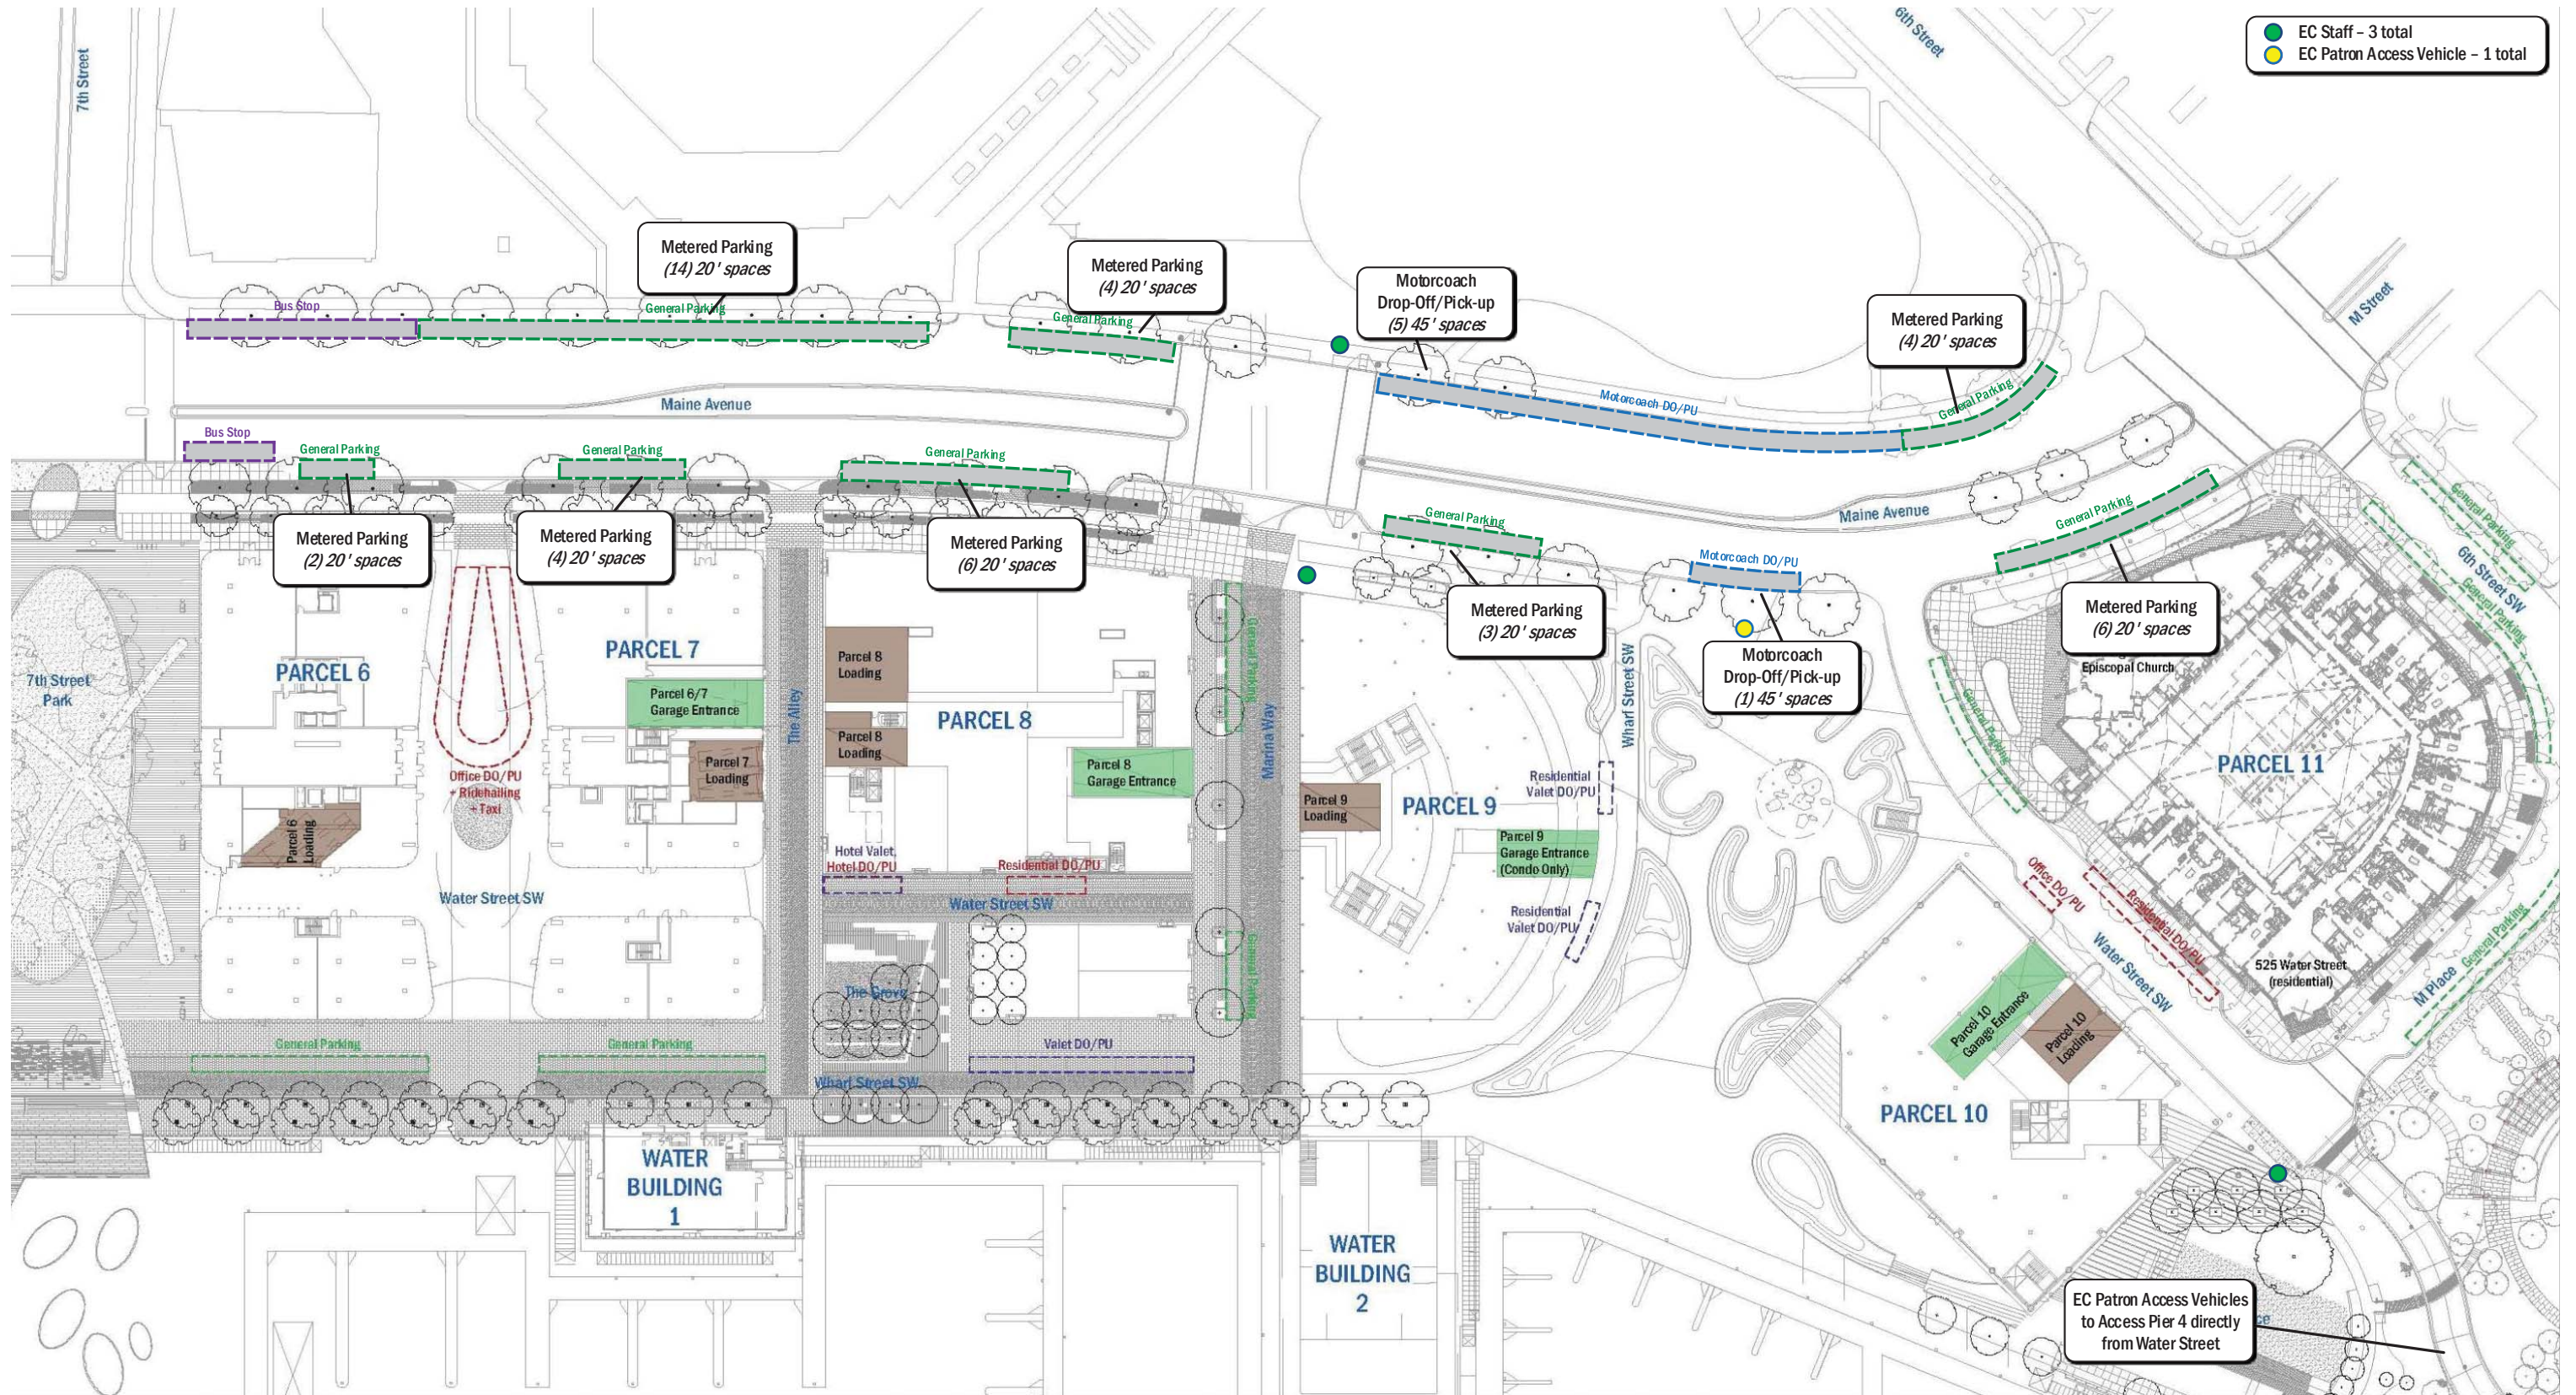 7th Street
6th Street
EC Staff – 3 total
EC Patron Access Vehicle – 1 total
M Street
Metered Parking
(14) 20' spaces
Metered Parking
(4) 20' spaces
Motorcoach
Drop-Off/Pick-up
(5) 45' spaces
Metered Parking
(4) 20' spaces
Bus Stop
General Parking
General Parking
Motorcoach DO/PU
General Parking
Maine Avenue
Bus Stop
General Parking
General Parking
General Parking
General Parking
Maine Avenue
General Parking
General Parking
6th Street SW
General Parking
Metered Parking
(2) 20' spaces
Metered Parking
(4) 20' spaces
Metered Parking
(6) 20' spaces
Motorcoach DO/PU
Metered Parking
(3) 20' spaces
Metered Parking
(6) 20' spaces
Motorcoach
Drop-Off/Pick-up
(1) 45' spaces
Episcopal Church
7th Street
Park
PARCEL 6
PARCEL 7
Parcel 6/7
Garage Entrance
Parcel 7
Loading
Office DO/PU
+ Ridehailing
+ Taxi
Parcel 6
Loading
The Alley
Parcel 8
Loading
Parcel 8
Loading
PARCEL 8
Parcel 8
Garage Entrance
General Parking
Marina Way
Wharf Street SW
Parcel 9
Loading
PARCEL 9
Residential
Valet DO/PU
Parcel 9
Garage Entrance
(Condo Only)
Residential
Valet DO/PU
General Parking
PARCEL 11
Hotel Valet,
Hotel DO/PU
Residential DO/PU
Water Street SW
Water Street SW
The Grove
General Parking
Office DO/PU
Residential DO/PU
Water Street SW
525 Water Street
(residential)
M Place
General Parking
Parcel 10
Garage Entrance
Parcel 10
Loading
PARCEL 10
General Parking
General Parking
Valet DO/PU
Wharf Street SW
WATER
BUILDING
1
WATER
BUILDING
2
EC Patron Access Vehicles
to Access Pier 4 directly
from Water Street